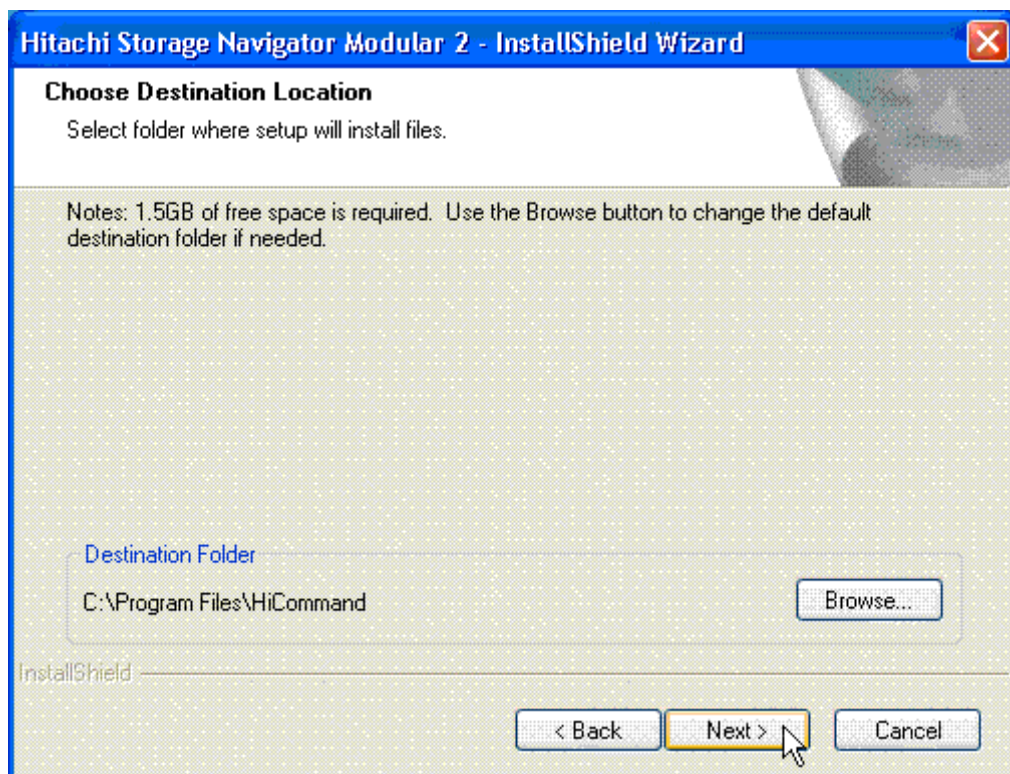 Hitachi Storage Navigator Modular 2 - InstallShield Wizard
Choose Destination Location
Select folder where setup will install files.
Notes: 1.5GB of free space is required.  Use the Browse button to change the default
destination folder if needed.
Destination Folder
C:\Program Files\HiCommand
Browse...
InstallShield
< Back
Next >
Cancel